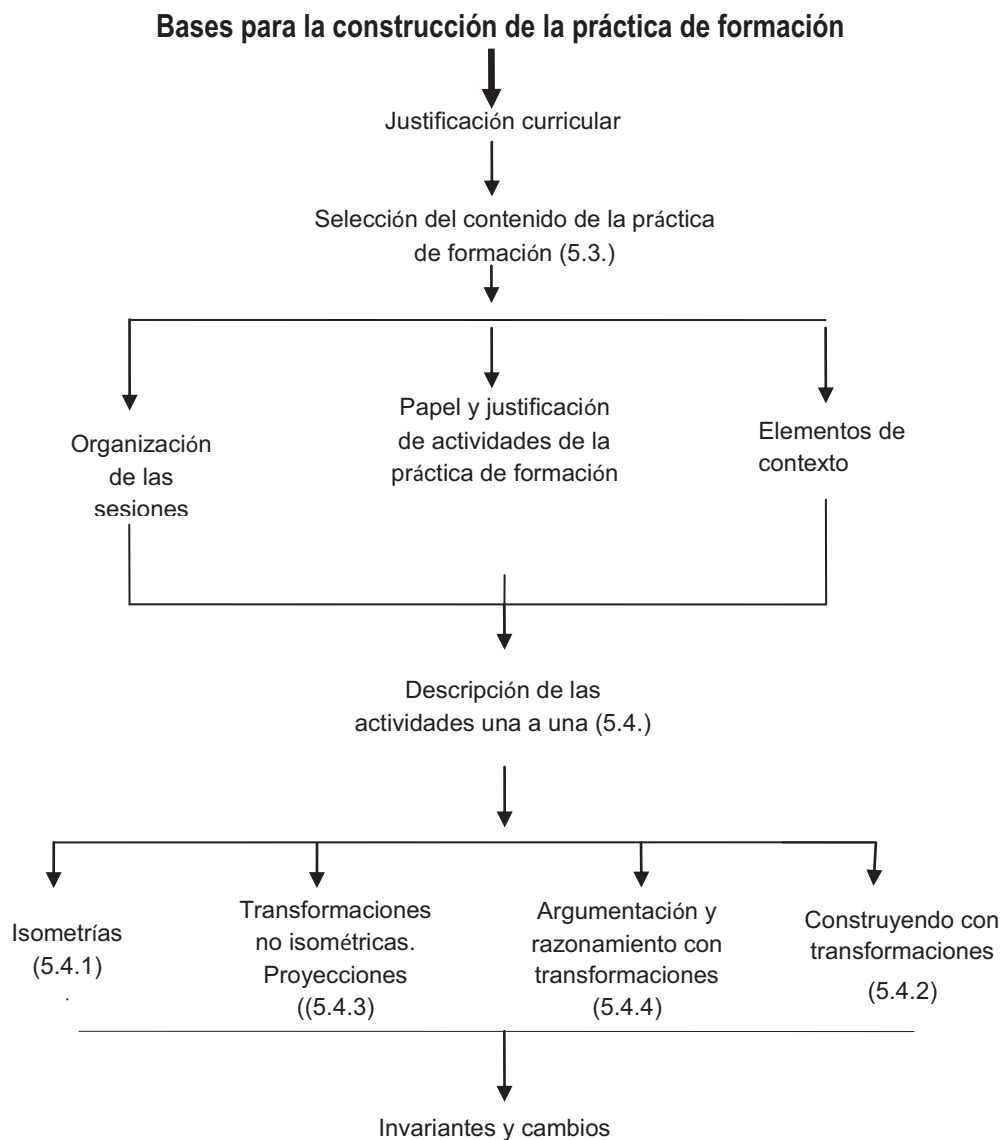 Bases para la construcción de la práctica de formación
Justificación curricular
Selección del contenido de la práctica
de formación (5.3.)
Organización
de las
sesiones
Papel y justificación
de actividades de la
práctica de formación
Elementos de
contexto
Descripción de las
actividades una a una (5.4.)
Isometrías
(5.4.1)
.
Transformaciones
no isométricas.
Proyecciones
((5.4.3)
Argumentación y
razonamiento con
transformaciones
(5.4.4)
Construyendo con
transformaciones
(5.4.2)
Invariantes y cambios